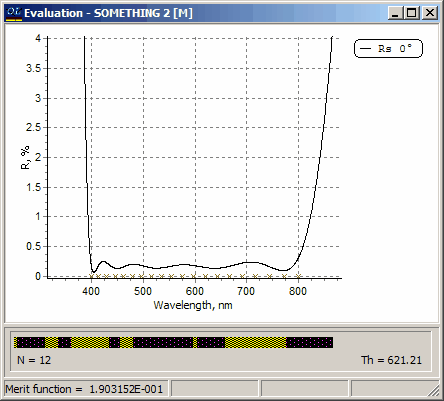 OL Evaluation - SOMETHING 2 [M]
Rs 0°
4
3.5
3
2.5
2
1.5
1
0.5
0
R, %
400 500 600 700 800
Wavelength, nm
N = 12 Th = 621.21
Merit function = 1.903152E-001